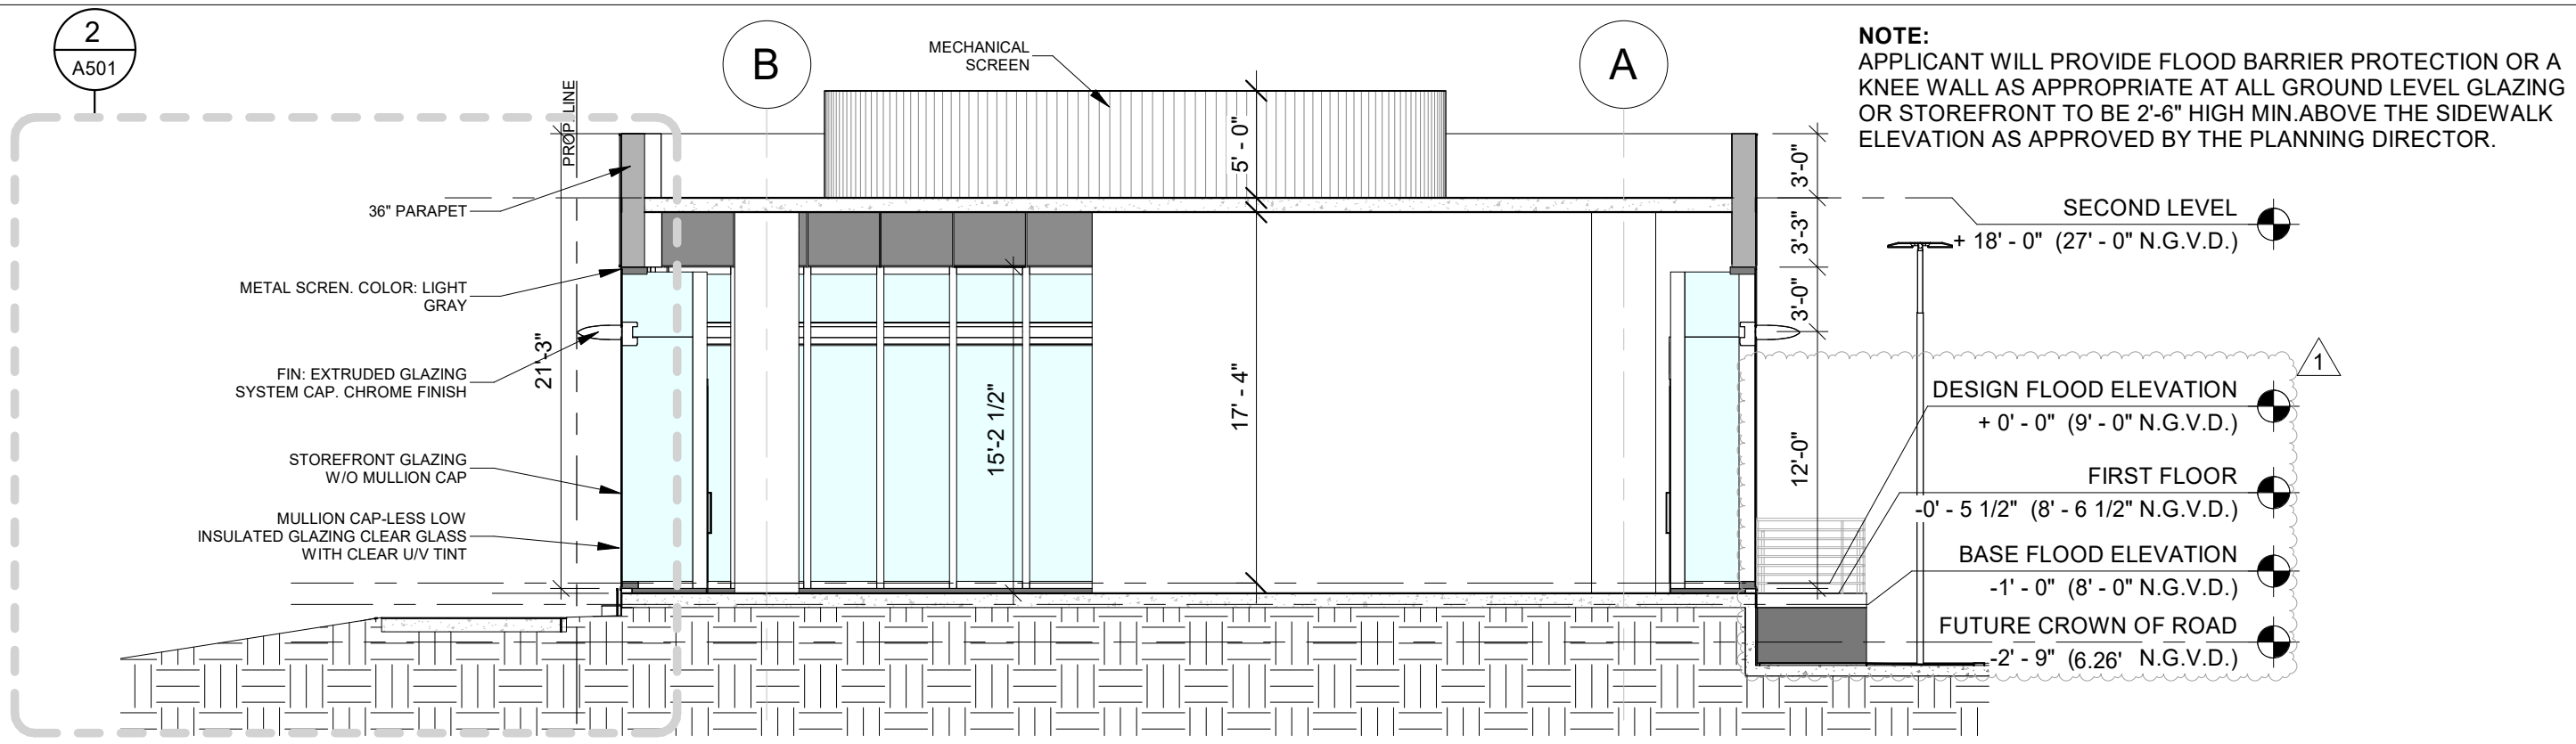 2
A501
PROP. LINE
B
MECHANICAL
SCREEN
A
NOTE:
APPLICANT WILL PROVIDE FLOOD BARRIER PROTECTION OR A
KNEE WALL AS APPROPRIATE AT ALL GROUND LEVEL GLAZING
OR STOREFRONT TO BE 2'-6" HIGH MIN.ABOVE THE SIDEWALK
ELEVATION AS APPROVED BY THE PLANNING DIRECTOR.
36" PARAPET
METAL SCREN. COLOR: LIGHT
GRAY
FIN: EXTRUDED GLAZING
SYSTEM CAP. CHROME FINISH
STOREFRONT GLAZING
W/O MULLION CAP
MULLION CAP-LESS LOW
INSULATED GLAZING CLEAR GLASS
WITH CLEAR U/V TINT
21'-3"
15'-2 1/2"
5' - 0"
17' - 4"
3'-0"
3'-3"
3'-0"
12'-0"
SECOND LEVEL
+ 18' - 0" (27' - 0" N.G.V.D.)
1
DESIGN FLOOD ELEVATION
+ 0' - 0" (9' - 0" N.G.V.D.)
FIRST FLOOR
-0' - 5 1/2" (8' - 6 1/2" N.G.V.D.)
BASE FLOOD ELEVATION
-1' - 0" (8' - 0" N.G.V.D.)
FUTURE CROWN OF ROAD
-2' - 9" (6.26' N.G.V.D.)